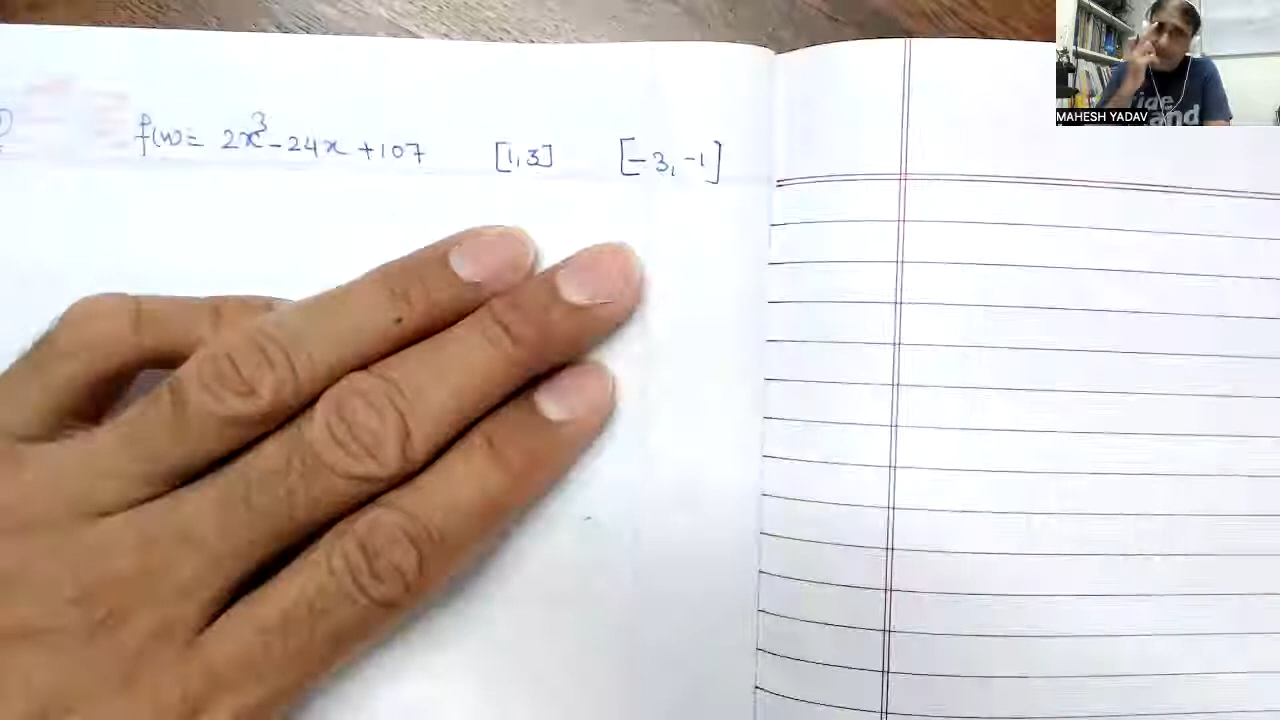 f(x) = 2x³ - 24x + 107 [1, 3] [-3, -1]
MAHESH YADAV